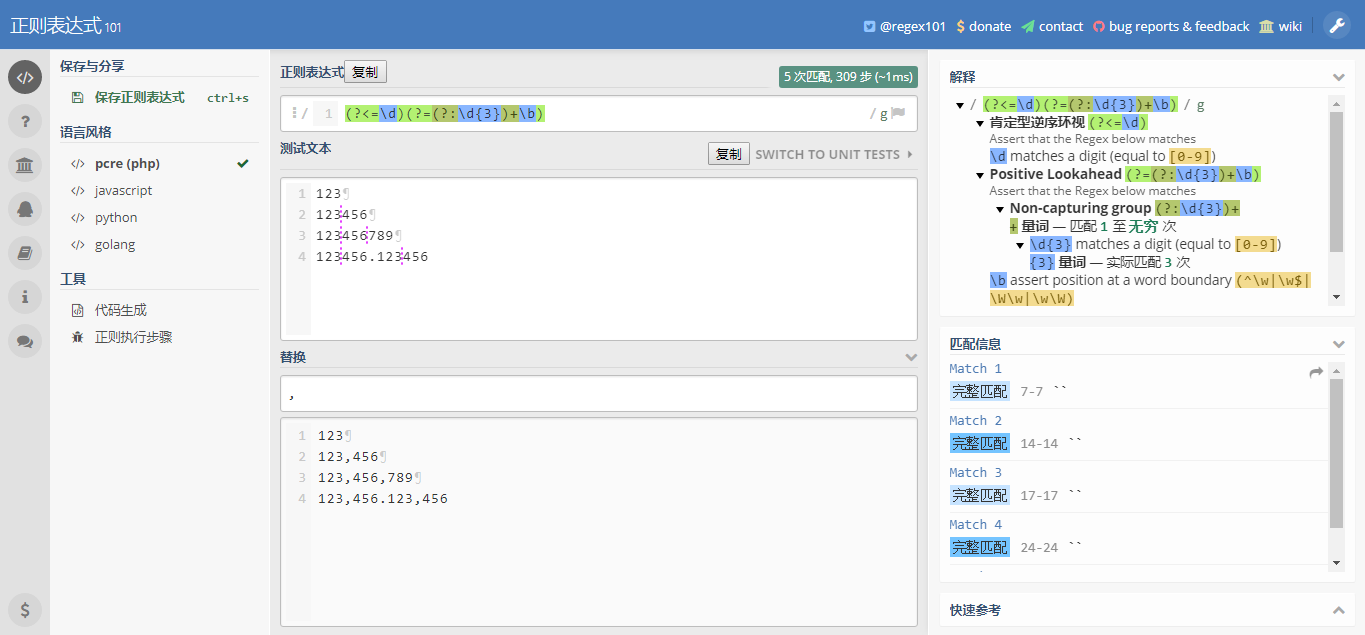 正则表达式 101
@regex101 $ donate contact bug reports & feedback wiki
保存与分享
保存正则表达式 ctrl+s
语言风格
</> pcre (php)
</> javascript
</> python
</> golang
工具
代码生成
正则执行步骤
正则表达式 复制
5 次匹配, 309 步 (~1ms)
/ 1 (?<=\d)(?=(?:\d{3})+\b) / g
测试文本
复制 SWITCH TO UNIT TESTS
1 123¶
2 123456¶
3 123456789¶
4 123456.123456
替换
,
1 123¶
2 123,456¶
3 123,456,789¶
4 123,456.123,456
解释
/ (?<=\d)(?=(?:\d{3})+\b) / g
肯定型逆序环视 (?<=\d)
Assert that the Regex below matches
\d matches a digit (equal to [0-9])
Positive Lookahead (?=(?:\d{3})+\b)
Assert that the Regex below matches
Non-capturing group (?:\d{3})+
+ 量词 — 匹配 1 至 无穷 次
\d{3} matches a digit (equal to [0-9])
{3} 量词 — 实际匹配 3 次
\b assert position at a word boundary (^\w|\w$|
\W\w|\w\W)
匹配信息
Match 1
完整匹配 7-7 ``
Match 2
完整匹配 14-14 ``
Match 3
完整匹配 17-17 ``
Match 4
完整匹配 24-24 ``
快速参考